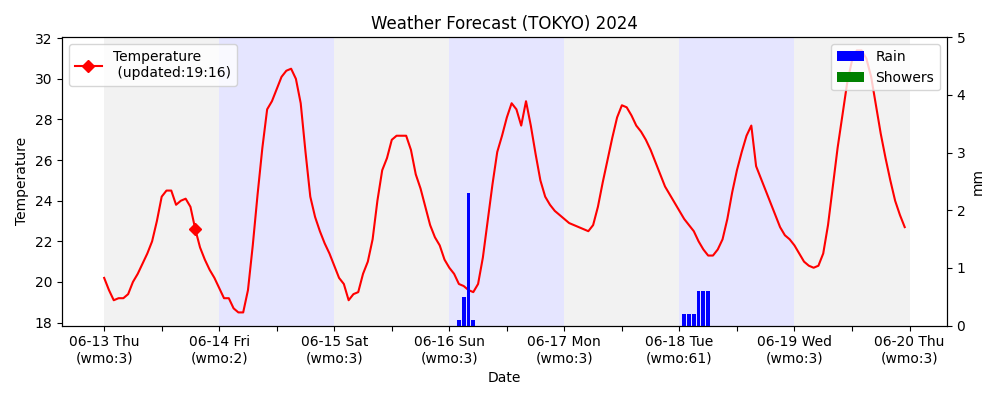 Weather Forecast (TOKYO) 2024
Temperature
(updated:19:16)
Rain
Showers
32
30
28
26
24
22
20
18
Temperature
5
4
3
2
1
0
mm
06-13 Thu
(wmo:3)
06-14 Fri
(wmo:2)
06-15 Sat
(wmo:3)
06-16 Sun
(wmo:3)
06-17 Mon
(wmo:3)
06-18 Tue
(wmo:61)
06-19 Wed
(wmo:3)
06-20 Thu
(wmo:3)
Date